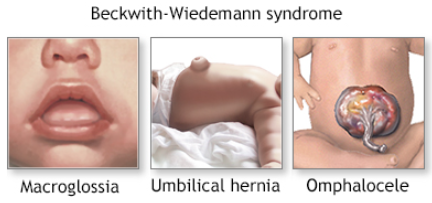 Beckwith-Wiedemann syndrome
Macroglossia
Umbilical hernia
Omphalocele